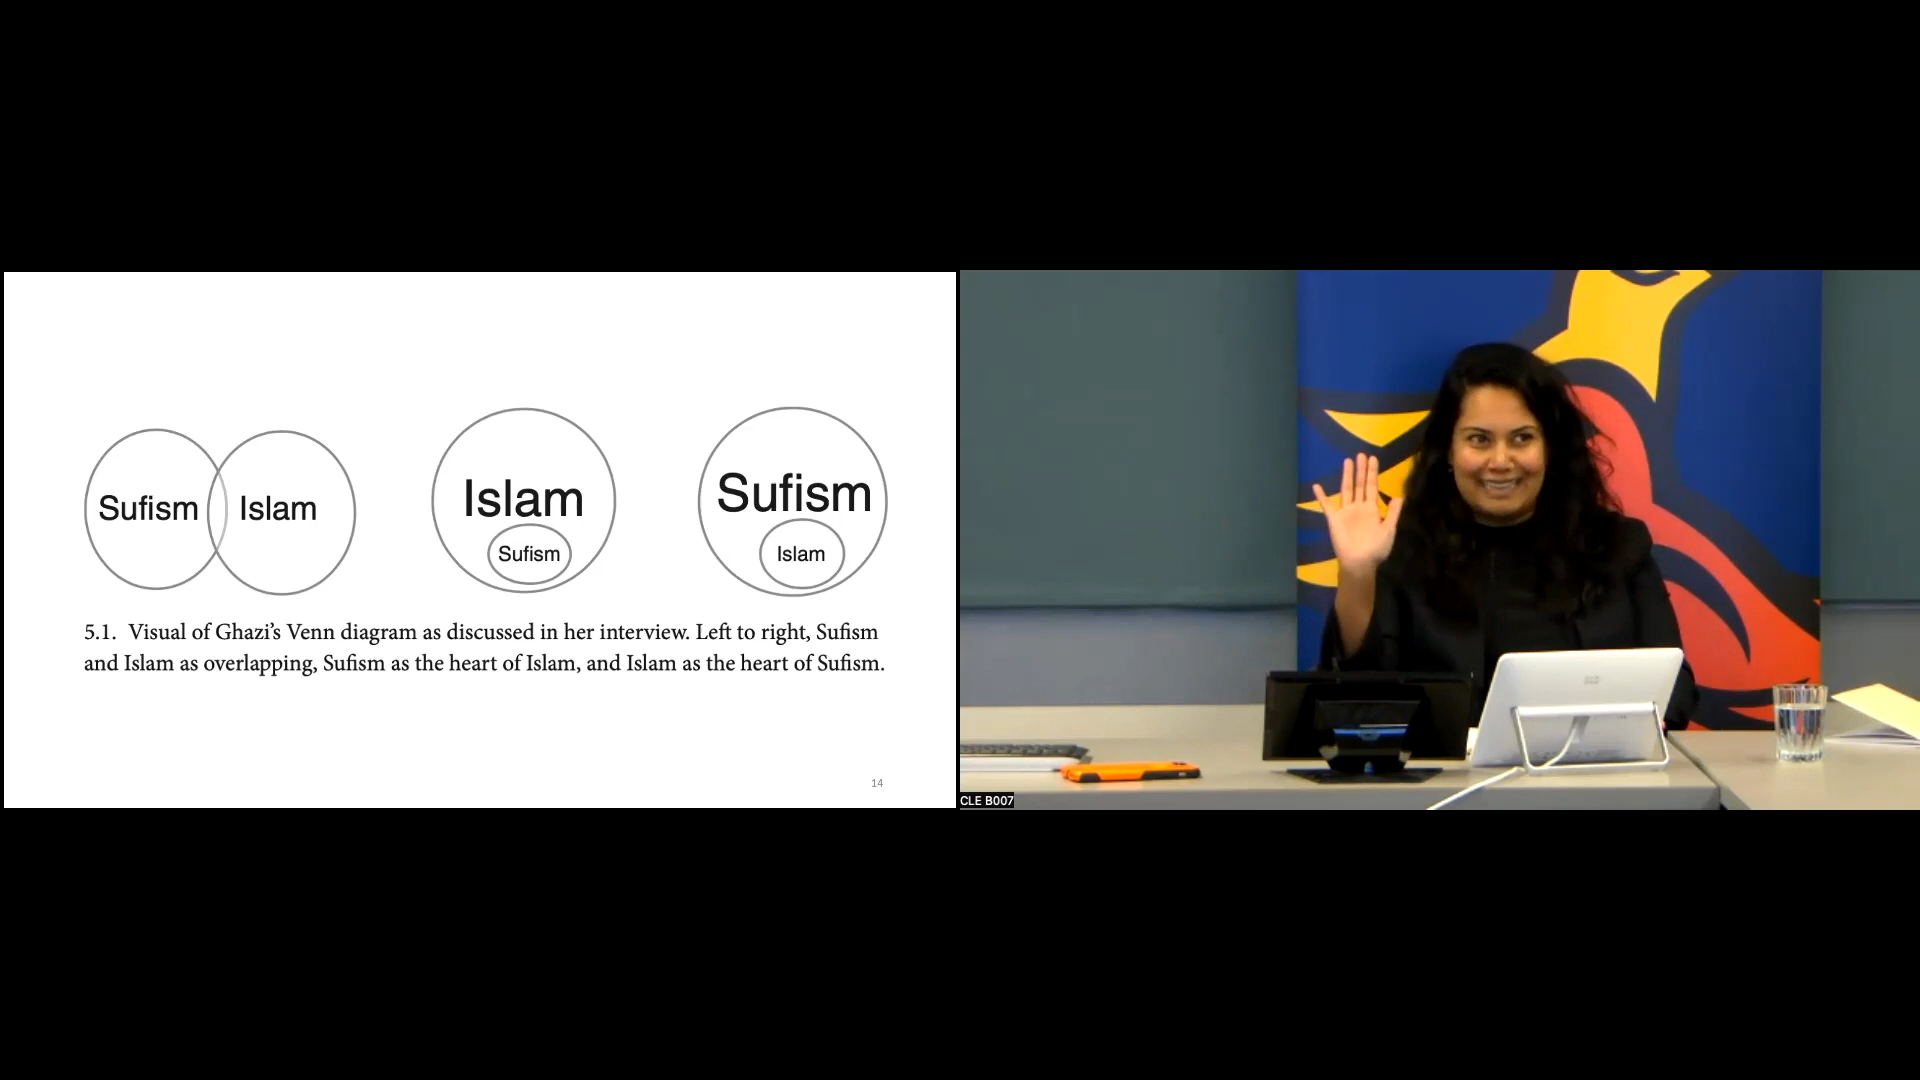 Sufism Islam
Islam
Sufism
Sufism
Islam
5.1. Visual of Ghazi’s Venn diagram as discussed in her interview. Left to right, Sufism
and Islam as overlapping, Sufism as the heart of Islam, and Islam as the heart of Sufism.
14
CLE B007